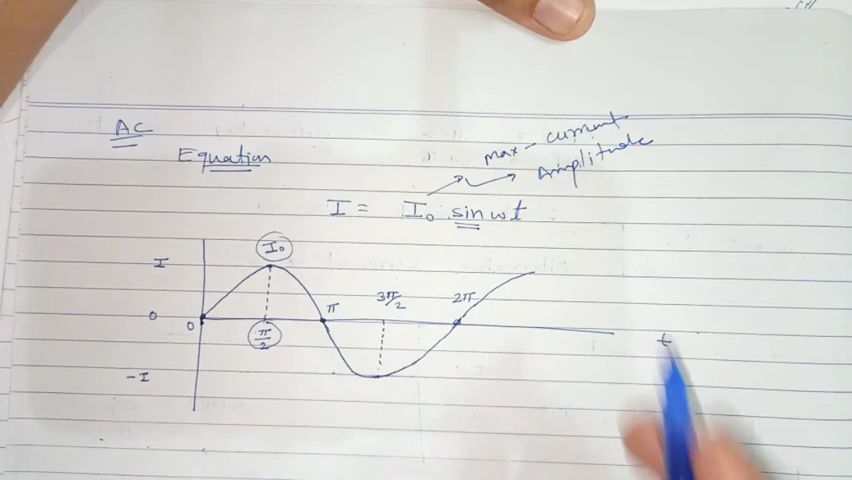 AC
Equation
max - current
Amplitude
I = I₀ sin ωt
I₀
I
0
0
π/2
π
3π/2
2π
t
-I